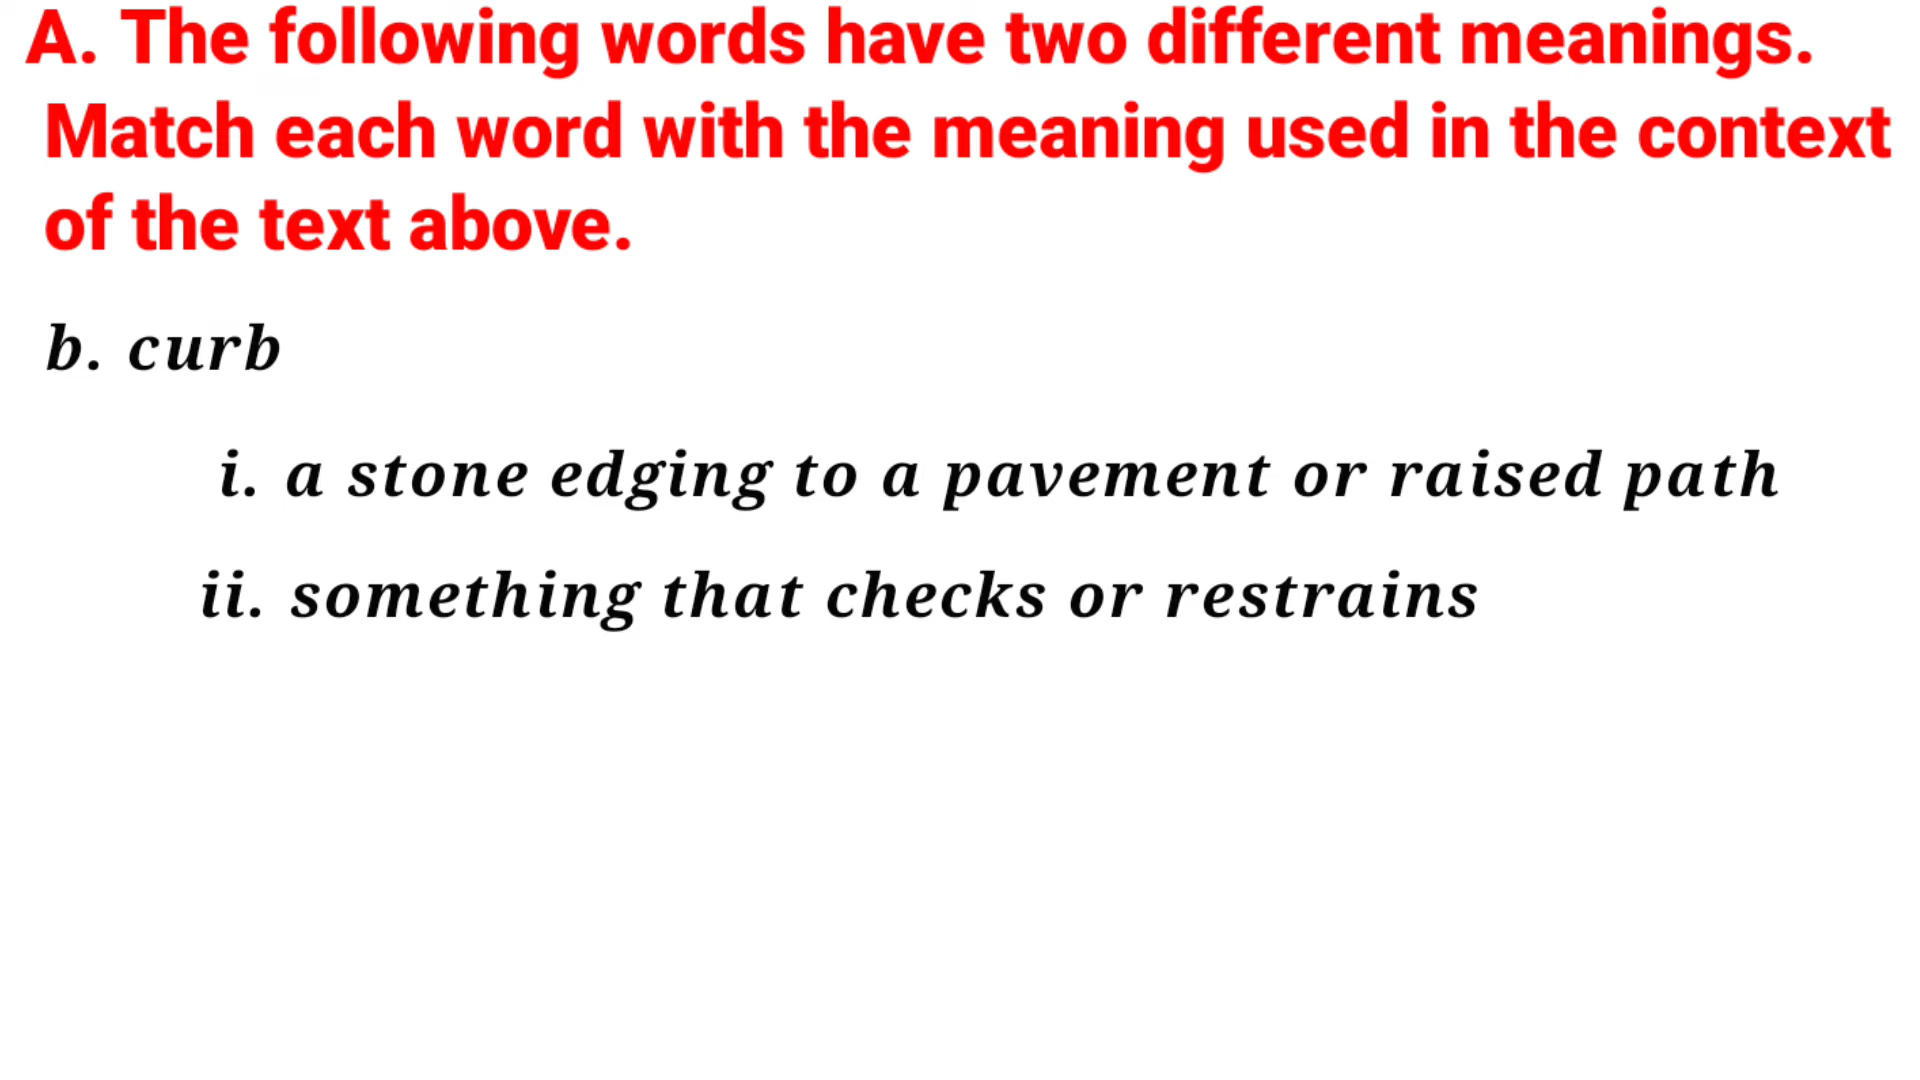 A. The following words have two different meanings.
Match each word with the meaning used in the context
of the text above.
b. curb
i. a stone edging to a pavement or raised path
ii. something that checks or restrains